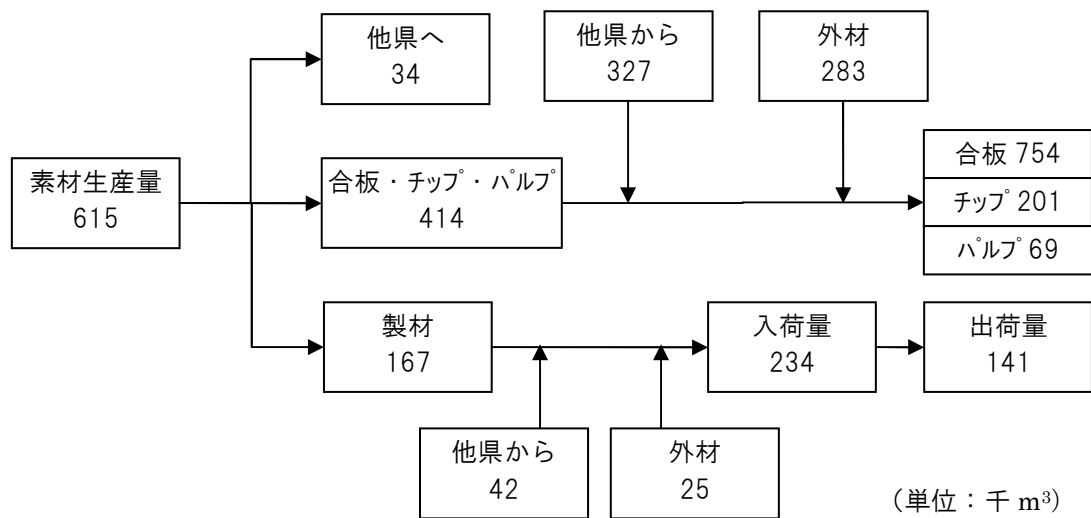 他県へ
34
他県から
327
外材
283
素材生産量
615
合板・チップ・パルプ
414
合板 754
チップ 201
パルプ 69
製材
167
入荷量
234
出荷量
141
他県から
42
外材
25
（単位：千 m³）